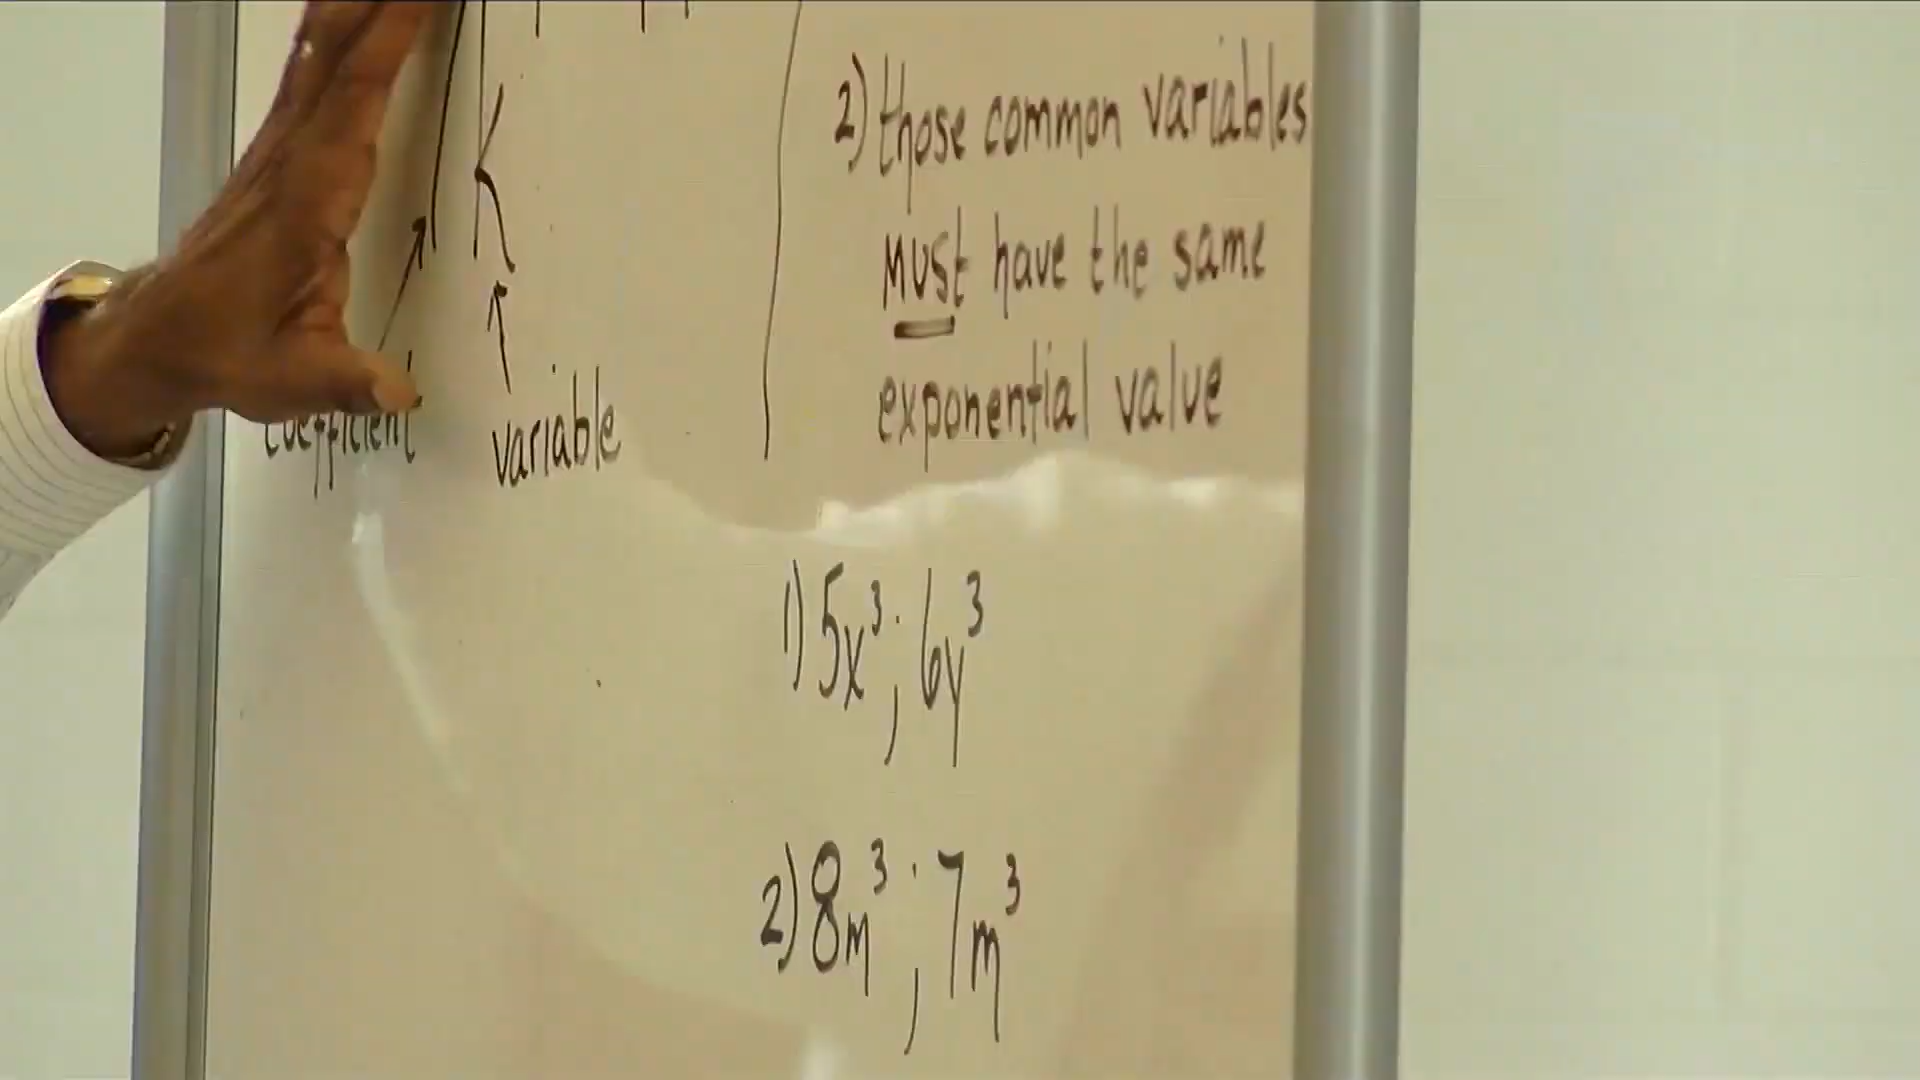 K
coefficient
variable
2) those common variables
must have the same
exponential value
1) 5x³ ; 6y³
2) 8m³ ; 7m³